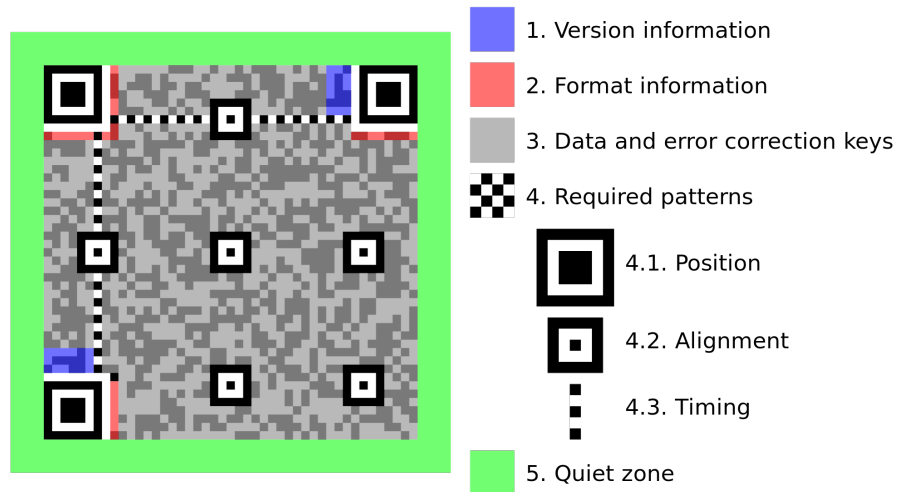 1. Version information
2. Format information
3. Data and error correction keys
4. Required patterns
4.1. Position
4.2. Alignment
4.3. Timing
5. Quiet zone